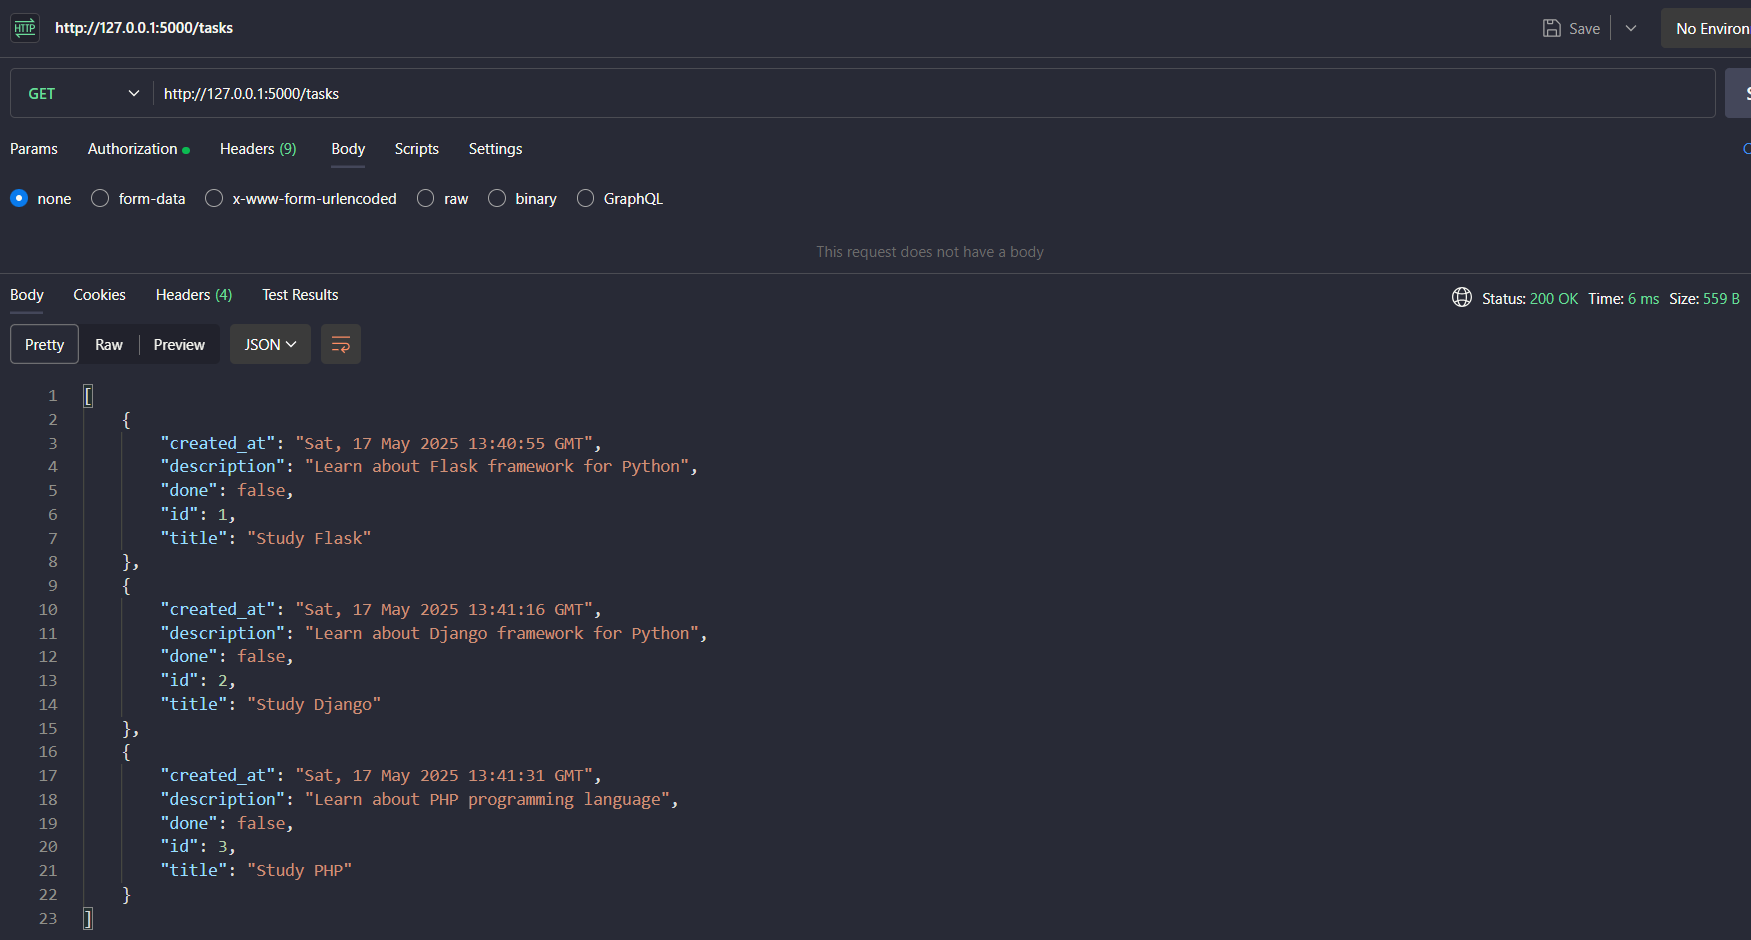 HTTP http://127.0.0.1:5000/tasks Save No Environ
GET http://127.0.0.1:5000/tasks
Params Authorization Headers (9) Body Scripts Settings
none form-data x-www-form-urlencoded raw binary GraphQL
This request does not have a body
Body Cookies Headers (4) Test Results Status: 200 OK Time: 6 ms Size: 559 B
Pretty Raw Preview JSON
1 [
2 {
3 "created_at": "Sat, 17 May 2025 13:40:55 GMT",
4 "description": "Learn about Flask framework for Python",
5 "done": false,
6 "id": 1,
7 "title": "Study Flask"
8 },
9 {
10 "created_at": "Sat, 17 May 2025 13:41:16 GMT",
11 "description": "Learn about Django framework for Python",
12 "done": false,
13 "id": 2,
14 "title": "Study Django"
15 },
16 {
17 "created_at": "Sat, 17 May 2025 13:41:31 GMT",
18 "description": "Learn about PHP programming language",
19 "done": false,
20 "id": 3,
21 "title": "Study PHP"
22 }
23 ]